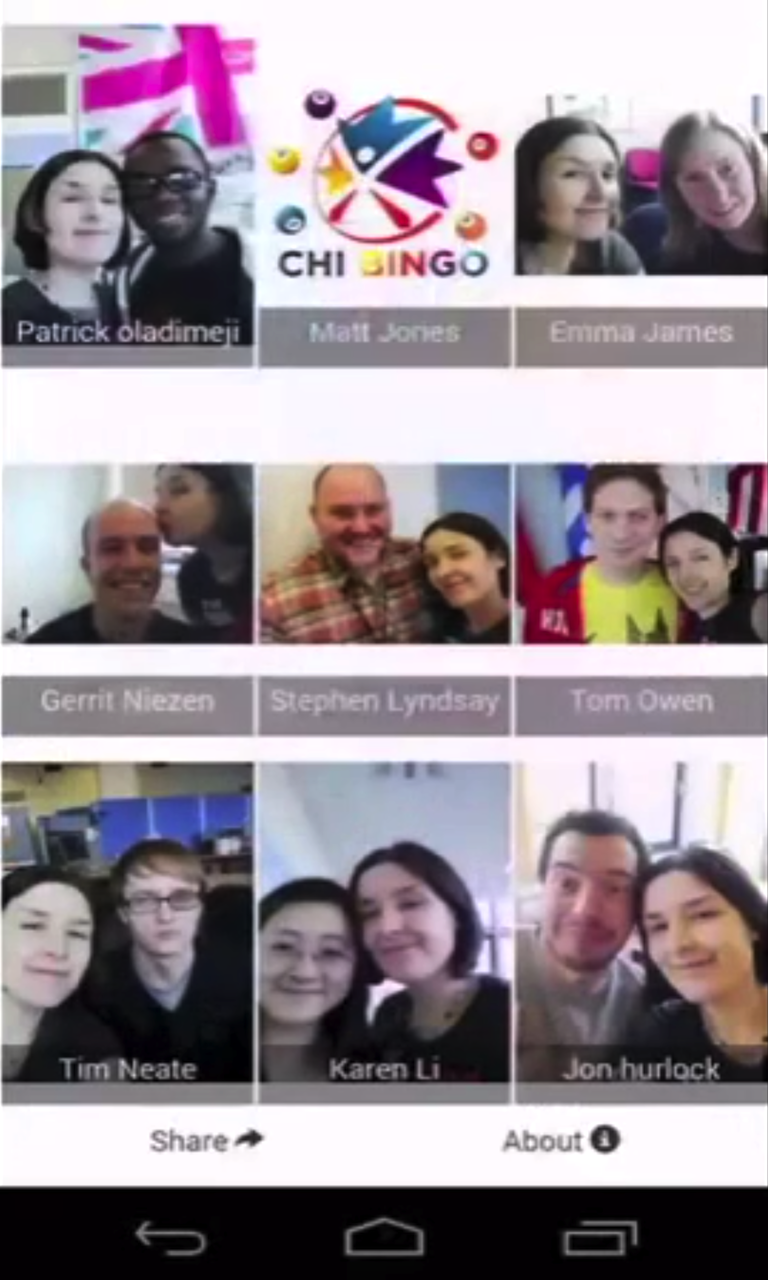 CHI BINGO
Patrick oladimeji
Matt Jones
Emma James
Gerrit Niezen
Stephen Lyndsay
Tom Owen
Tim Neate
Karen Li
Jon hurlock
Share
About